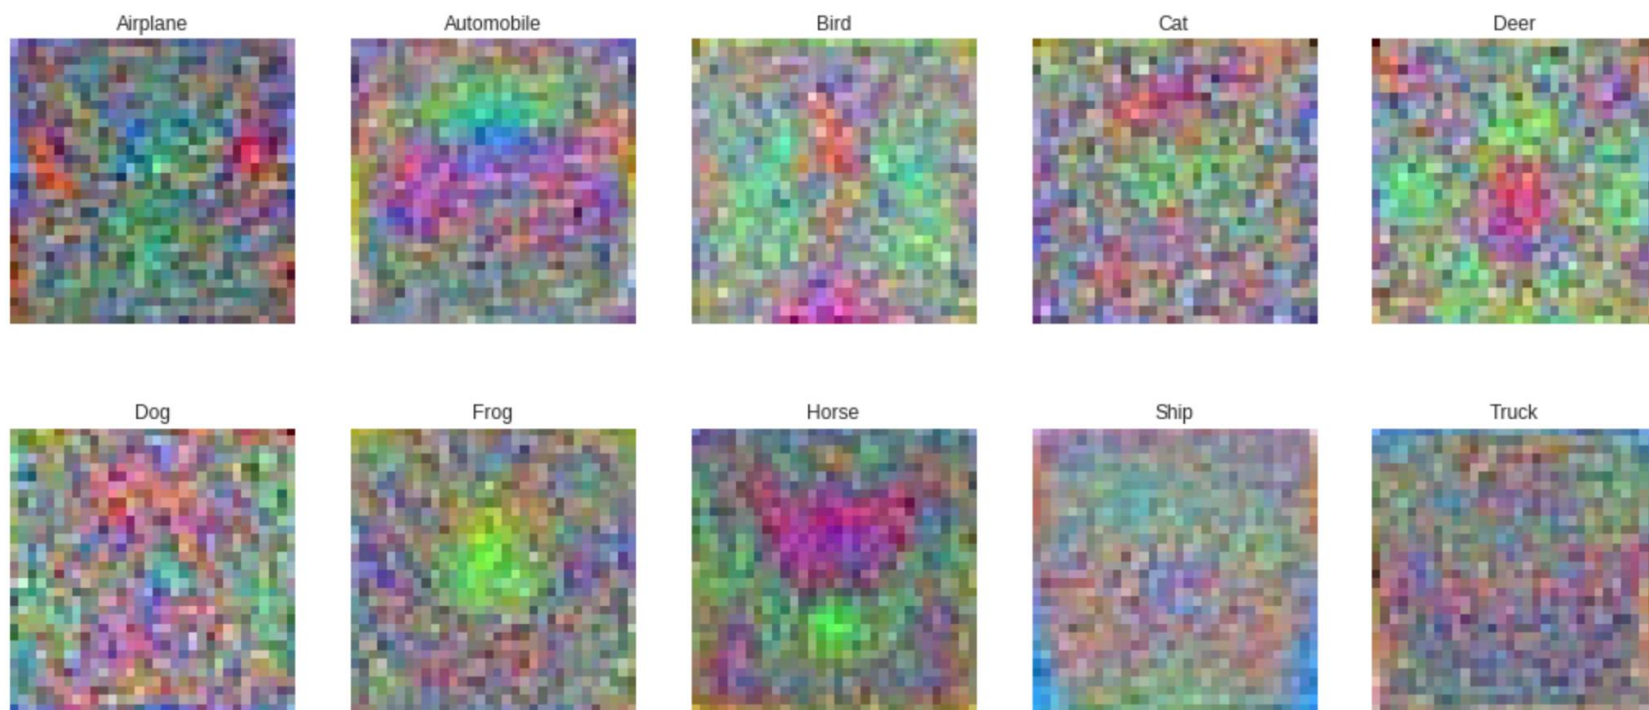 Airplane
Automobile
Bird
Cat
Deer
Dog
Frog
Horse
Ship
Truck